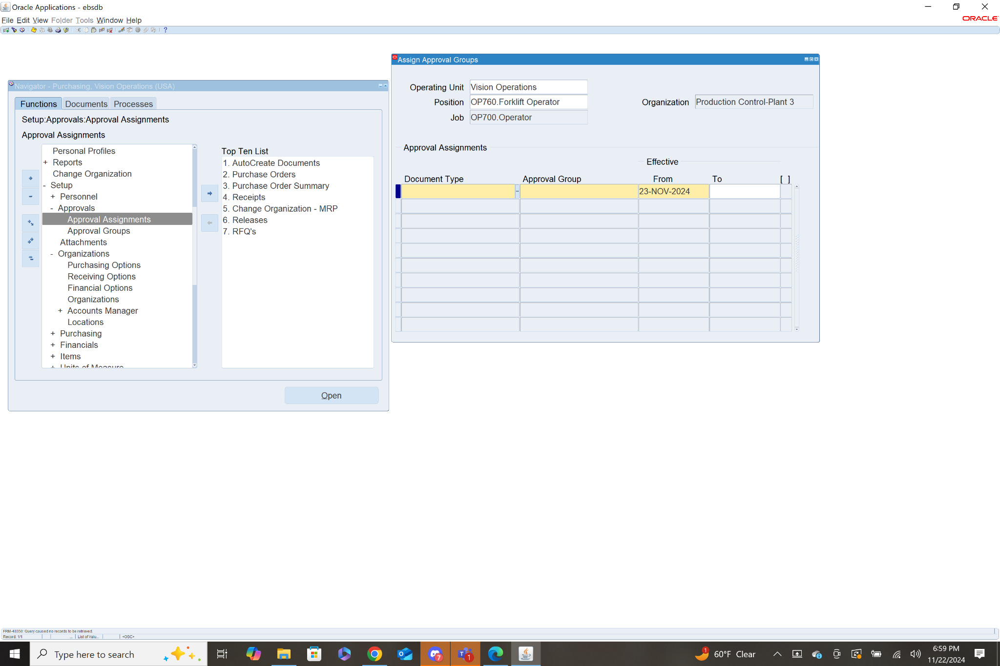 Oracle Applications - ebsdb
File Edit View Folder Tools Window Help
ORACLE
?
Navigator - Purchasing, Vision Operations (USA)
Functions
Documents
Processes
Setup:Approvals:Approval Assignments
Approval Assignments
Personal Profiles
+ Reports
Change Organization
- Setup
+ Personnel
- Approvals
Approval Assignments
Approval Groups
Attachments
- Organizations
Purchasing Options
Receiving Options
Financial Options
Organizations
+ Accounts Manager
Locations
+ Purchasing
+ Financials
+ Items
+ Units of Measure
Top Ten List
1. AutoCreate Documents
2. Purchase Orders
3. Purchase Order Summary
4. Receipts
5. Change Organization - MRP
6. Releases
7. RFQ's
Open
Assign Approval Groups
Operating Unit Vision Operations
Position OP760.Forklift Operator
Organization Production Control-Plant 3
Job OP700.Operator
Approval Assignments
Effective
Document Type Approval Group From To [ ]
23-NOV-2024
FRM-40350: Query caused no records to be retrieved.
Record: 1/1 ... List of Valu... <OSC>
Type here to search
7
1
1
60°F Clear
6:59 PM
11/22/2024